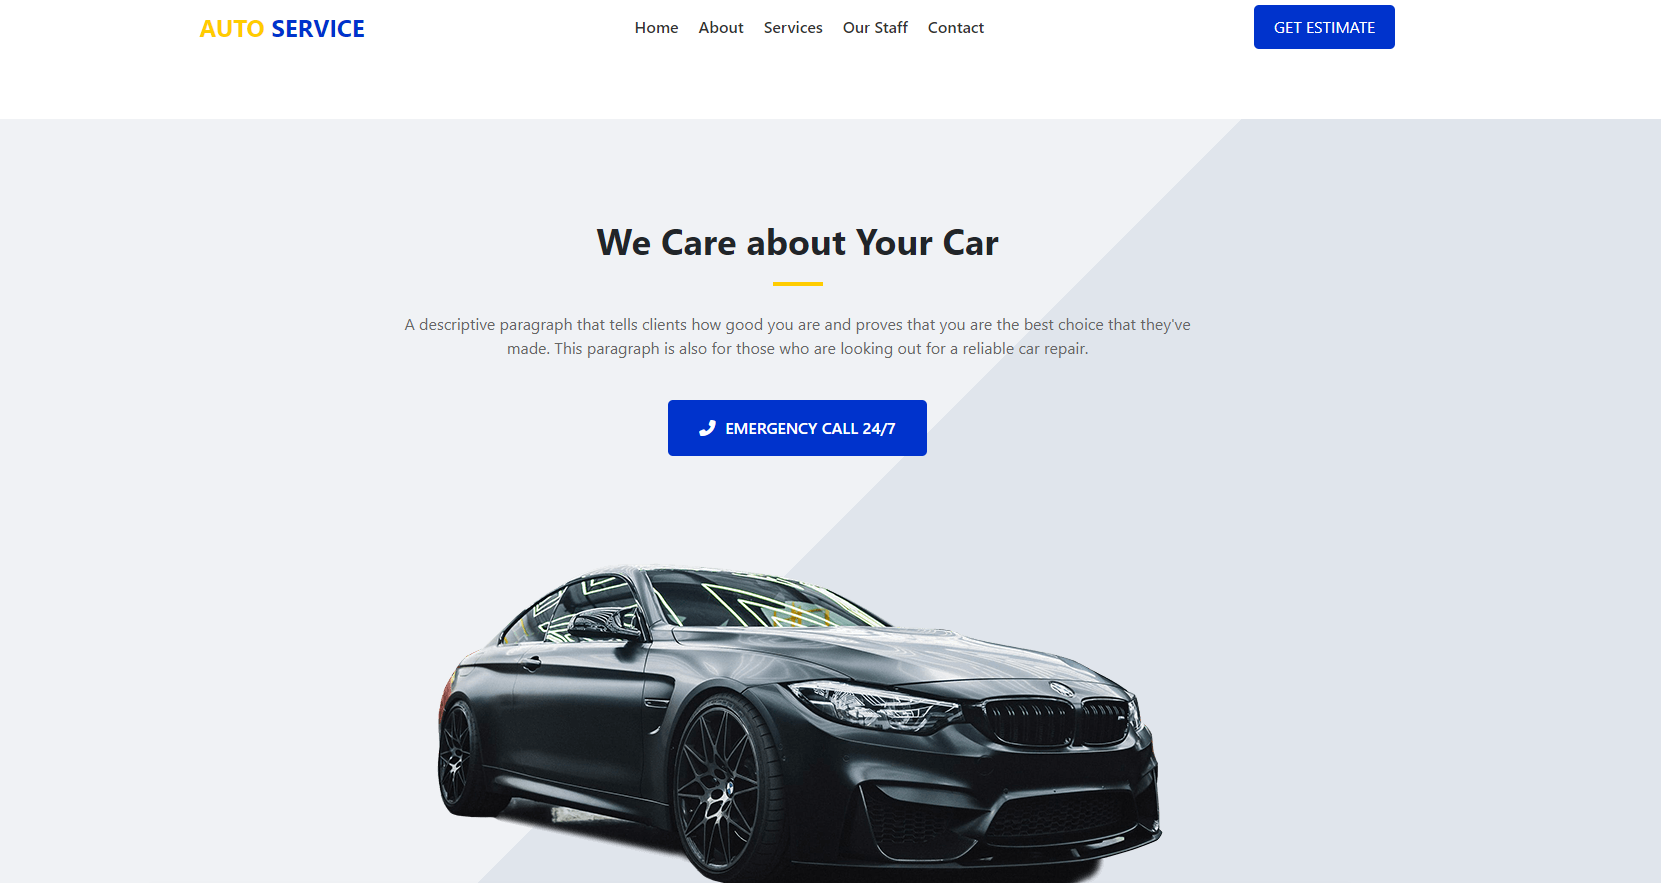 AUTO SERVICE
Home
About
Services
Our Staff
Contact
GET ESTIMATE
We Care about Your Car
A descriptive paragraph that tells clients how good you are and proves that you are the best choice that they've
made. This paragraph is also for those who are looking out for a reliable car repair.
EMERGENCY CALL 24/7